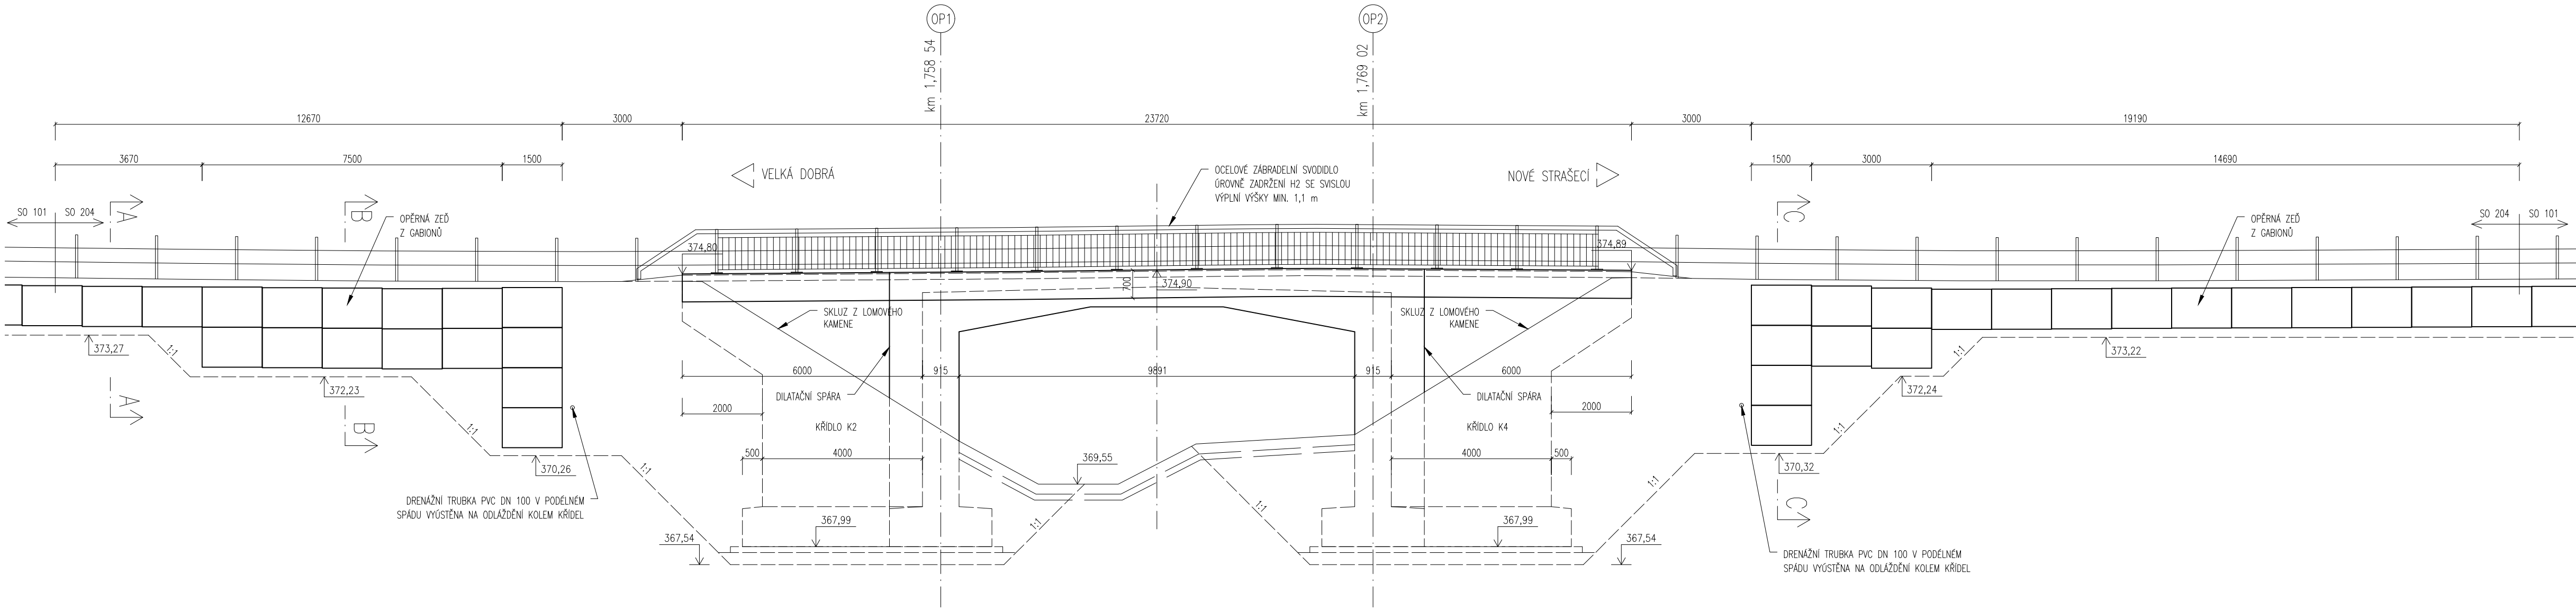 OP1
OP2
km 1,758 54
km 1,769 02
12670
3000
23720
3000
19190
3670
7500
1500
1500
3000
14690
VELKÁ DOBRÁ
NOVÉ STRAŠECÍ
OCELOVÉ ZÁBRADELNÍ SVODIDLO
ÚROVNĚ ZADRŽENÍ H2 SE SVISLOU
VÝPLNÍ VÝŠKY MIN. 1,1 m
SO 101
SO 204
A
B
OPĚRNÁ ZEĎ
Z GABIONŮ
C
OPĚRNÁ ZEĎ
Z GABIONŮ
SO 204
SO 101
374,80
374,89
700
374,90
SKLUZ Z LOMOVÉHO
KAMENE
SKLUZ Z LOMOVÉHO
KAMENE
373,27
1:1
372,23
1:1
373,22
372,24
1:1
6000
915
9891
915
6000
DILATAČNÍ SPÁRA
DILATAČNÍ SPÁRA
2000
2000
A
B
KŘÍDLO K2
KŘÍDLO K4
500
4000
4000
500
370,26
1:1
369,55
370,32
1:1
1:1
C
DRENÁŽNÍ TRUBKA PVC DN 100 V PODÉLNÉM
SPÁDU VYÚSTĚNA NA ODLÁŽDĚNÍ KOLEM KŘÍDEL
1:1
1:1
367,99
367,99
367,54
367,54
DRENÁŽNÍ TRUBKA PVC DN 100 V PODÉLNÉM
SPÁDU VYÚSTĚNA NA ODLÁŽDĚNÍ KOLEM KŘÍDEL